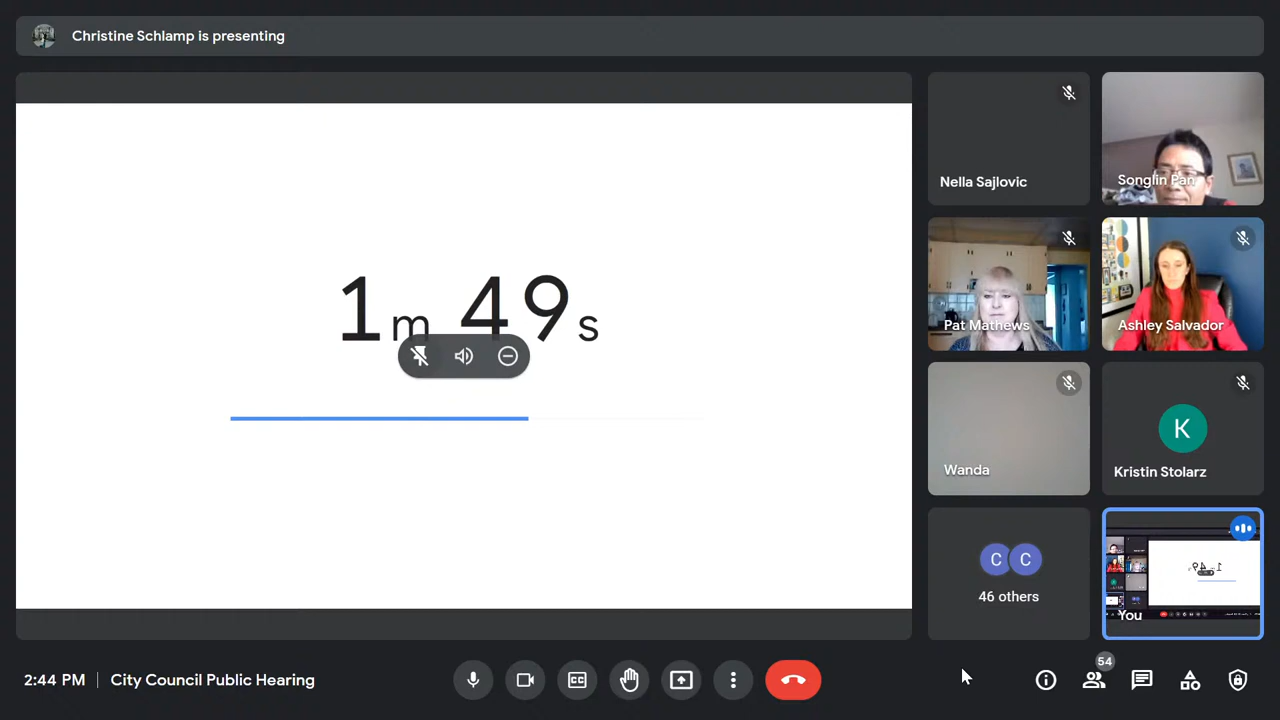 Christine Schlamp is presenting
1m 49s
Nella Sajlovic
Songlin Pan
Pat Mathews
Ashley Salvador
Wanda
K
Kristin Stolarz
C C
46 others
You
2:44 PM | City Council Public Hearing
CC
54